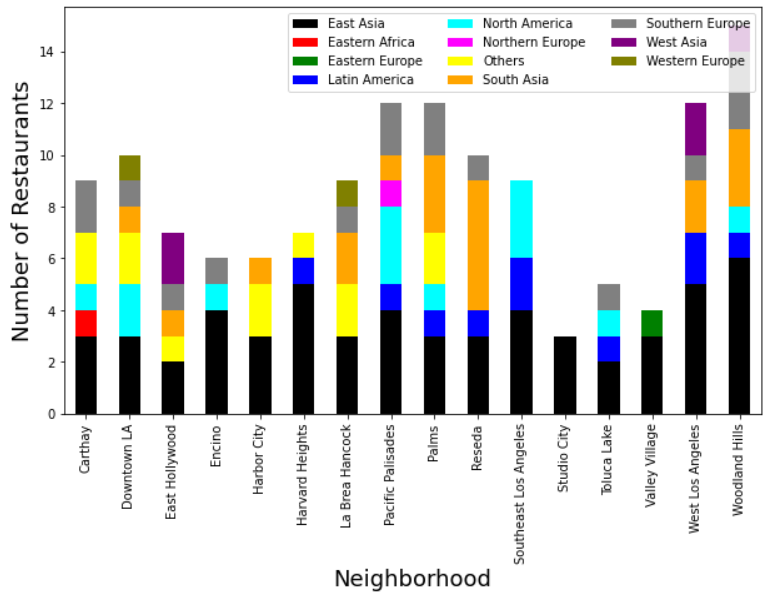 East Asia
Eastern Africa
Eastern Europe
Latin America
North America
Northern Europe
Others
South Asia
Southern Europe
West Asia
Western Europe
Number of Restaurants
14
12
10
8
6
4
2
0
Carthay
Downtown LA
East Hollywood
Encino
Harbor City
Harvard Heights
La Brea Hancock
Pacific Palisades
Palms
Reseda
Southeast Los Angeles
Studio City
Toluca Lake
Valley Village
West Los Angeles
Woodland Hills
Neighborhood